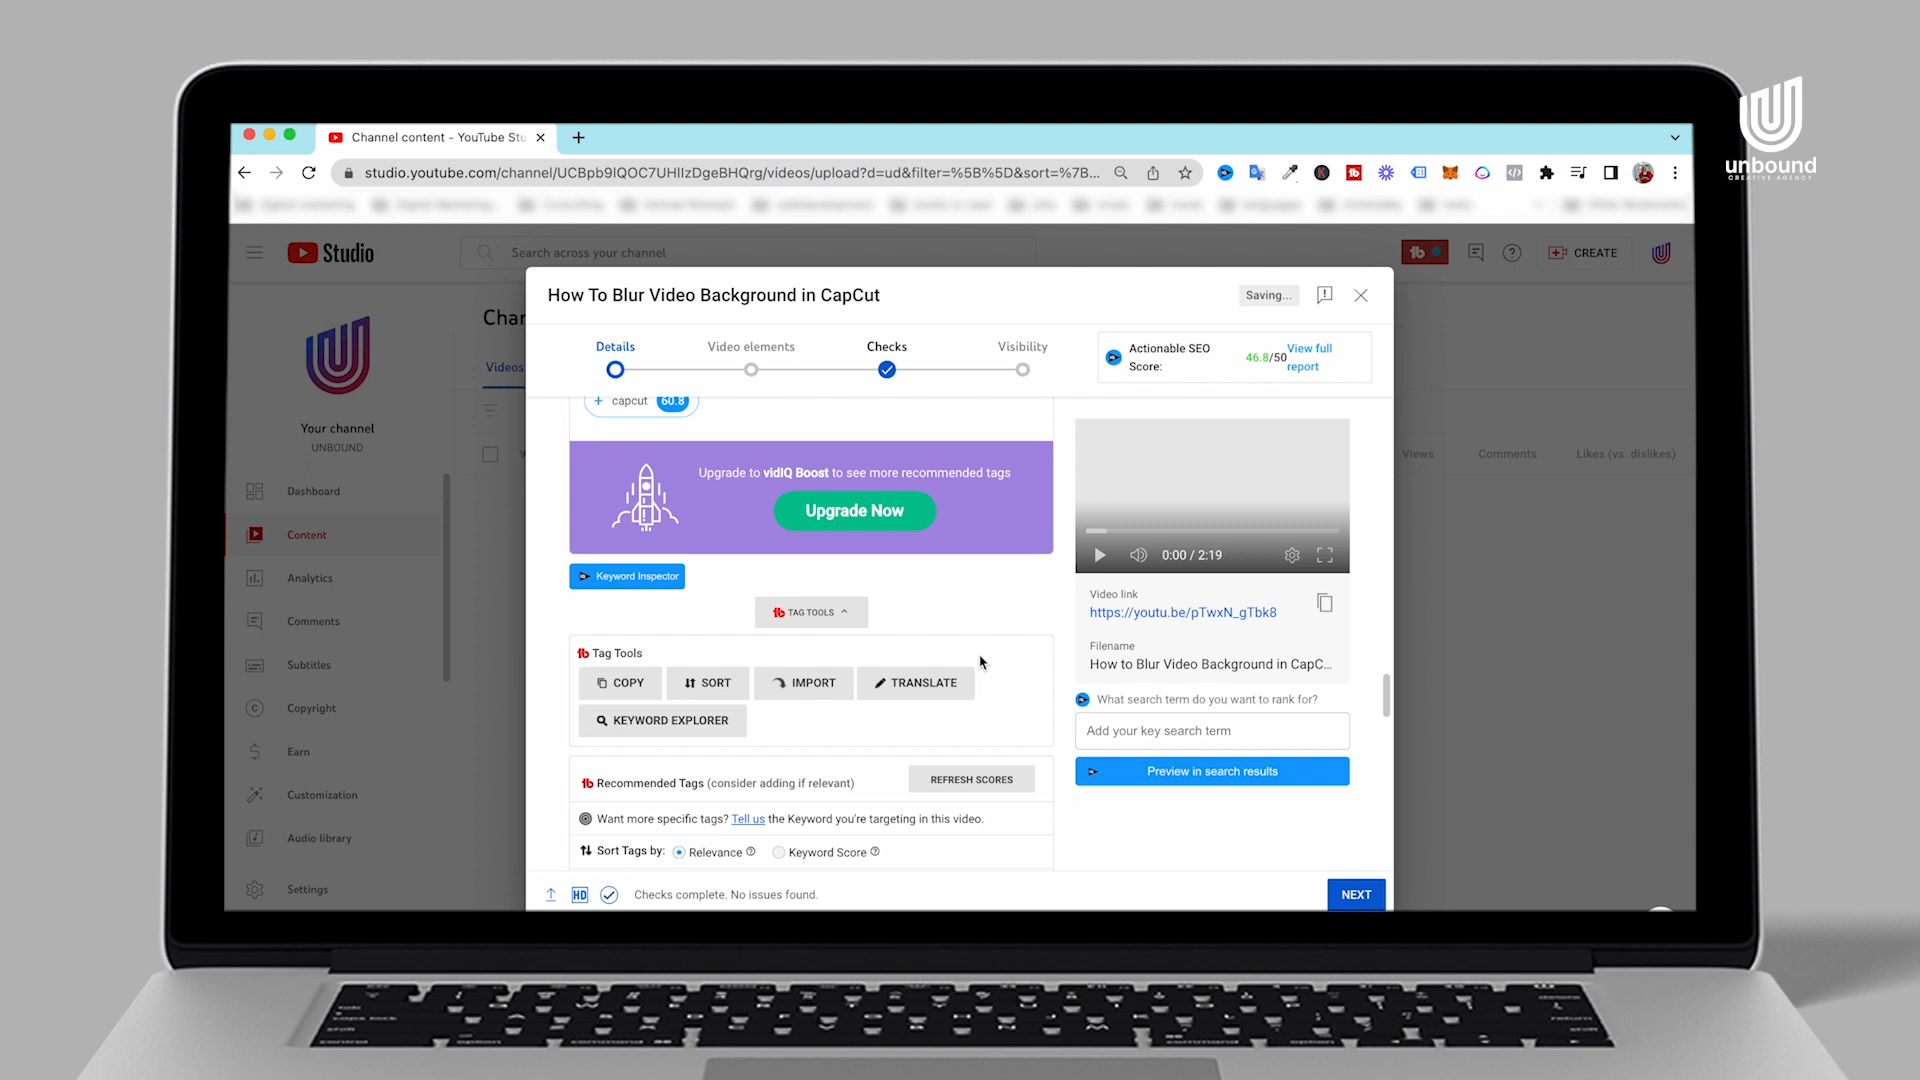 unbound
CREATIVE AGENCY
Channel content - YouTube Stu
studio.youtube.com/channel/UCBpb9IQOC7UHIIzDgeBHQrg/videos/upload?d=ud&filter=%5B%5D&sort=%7B...
Studio
Search across your channel
CREATE
Your channel
UNBOUND
Dashboard
Content
Analytics
Comments
Subtitles
Copyright
Earn
Customization
Audio library
Settings
Chan
Videos
Views
Comments
Likes (vs. dislikes)
How To Blur Video Background in CapCut
Saving...
Details
Video elements
Checks
Visibility
Actionable SEO
Score:
46.8/50
View full
report
+ capcut 60.8
Upgrade to vidIQ Boost to see more recommended tags
Upgrade Now
Keyword Inspector
TAG TOOLS
Tag Tools
COPY
SORT
IMPORT
TRANSLATE
KEYWORD EXPLORER
Recommended Tags (consider adding if relevant)
REFRESH SCORES
Want more specific tags? Tell us the Keyword you're targeting in this video.
Sort Tags by: Relevance Keyword Score
0:00 / 2:19
Video link
https://youtu.be/pTwxN_gTbk8
Filename
How to Blur Video Background in CapC...
What search term do you want to rank for?
Add your key search term
Preview in search results
HD
Checks complete. No issues found.
NEXT